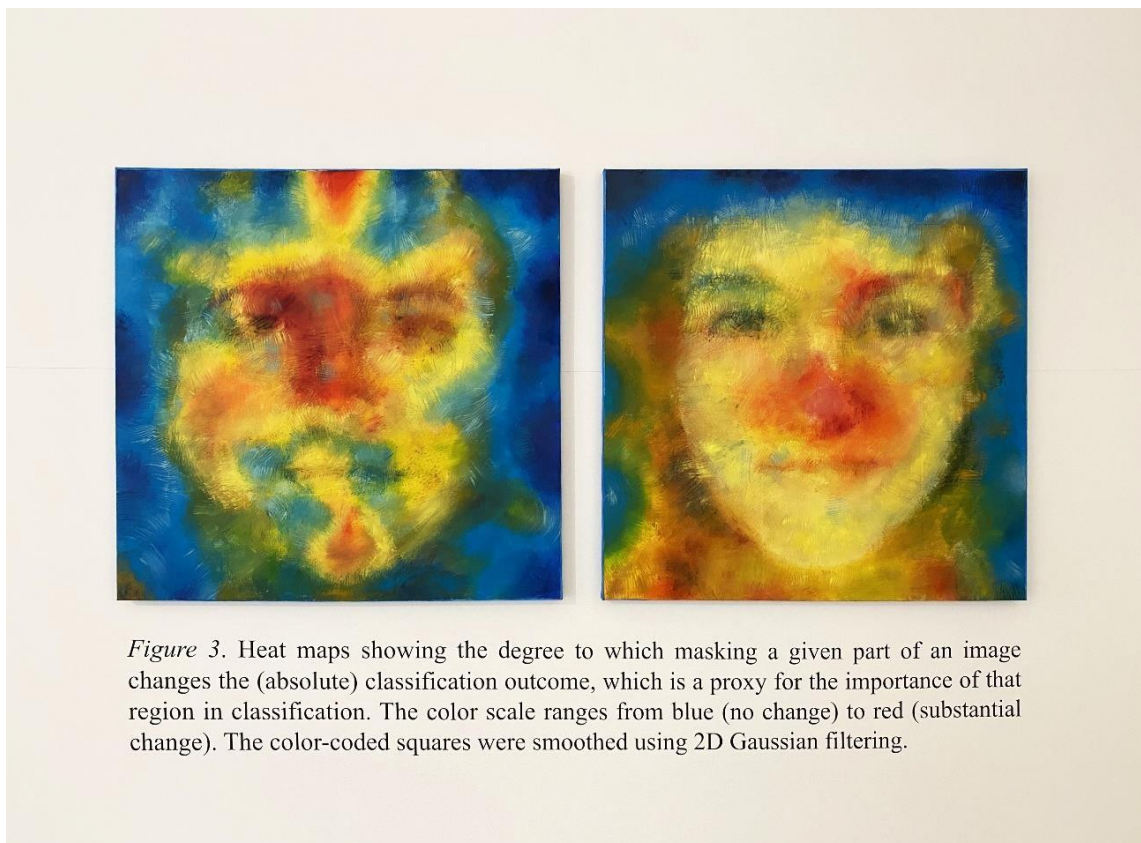 Figure 3. Heat maps showing the degree to which masking a given part of an image
changes the (absolute) classification outcome, which is a proxy for the importance of that
region in classification. The color scale ranges from blue (no change) to red (substantial
change). The color-coded squares were smoothed using 2D Gaussian filtering.